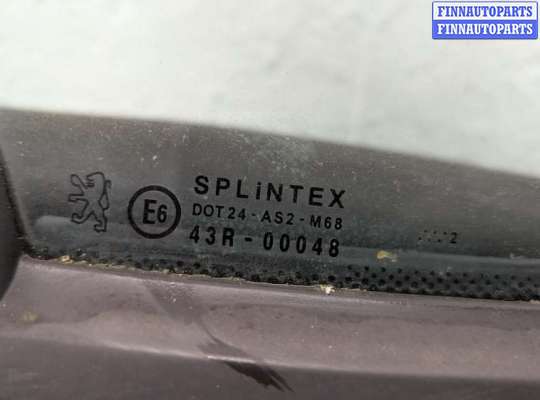 FINNAUTOPARTS
FINNAUTOPARTS
SPLiNTEX
E6
DOT24-AS2-M68
43R-00048